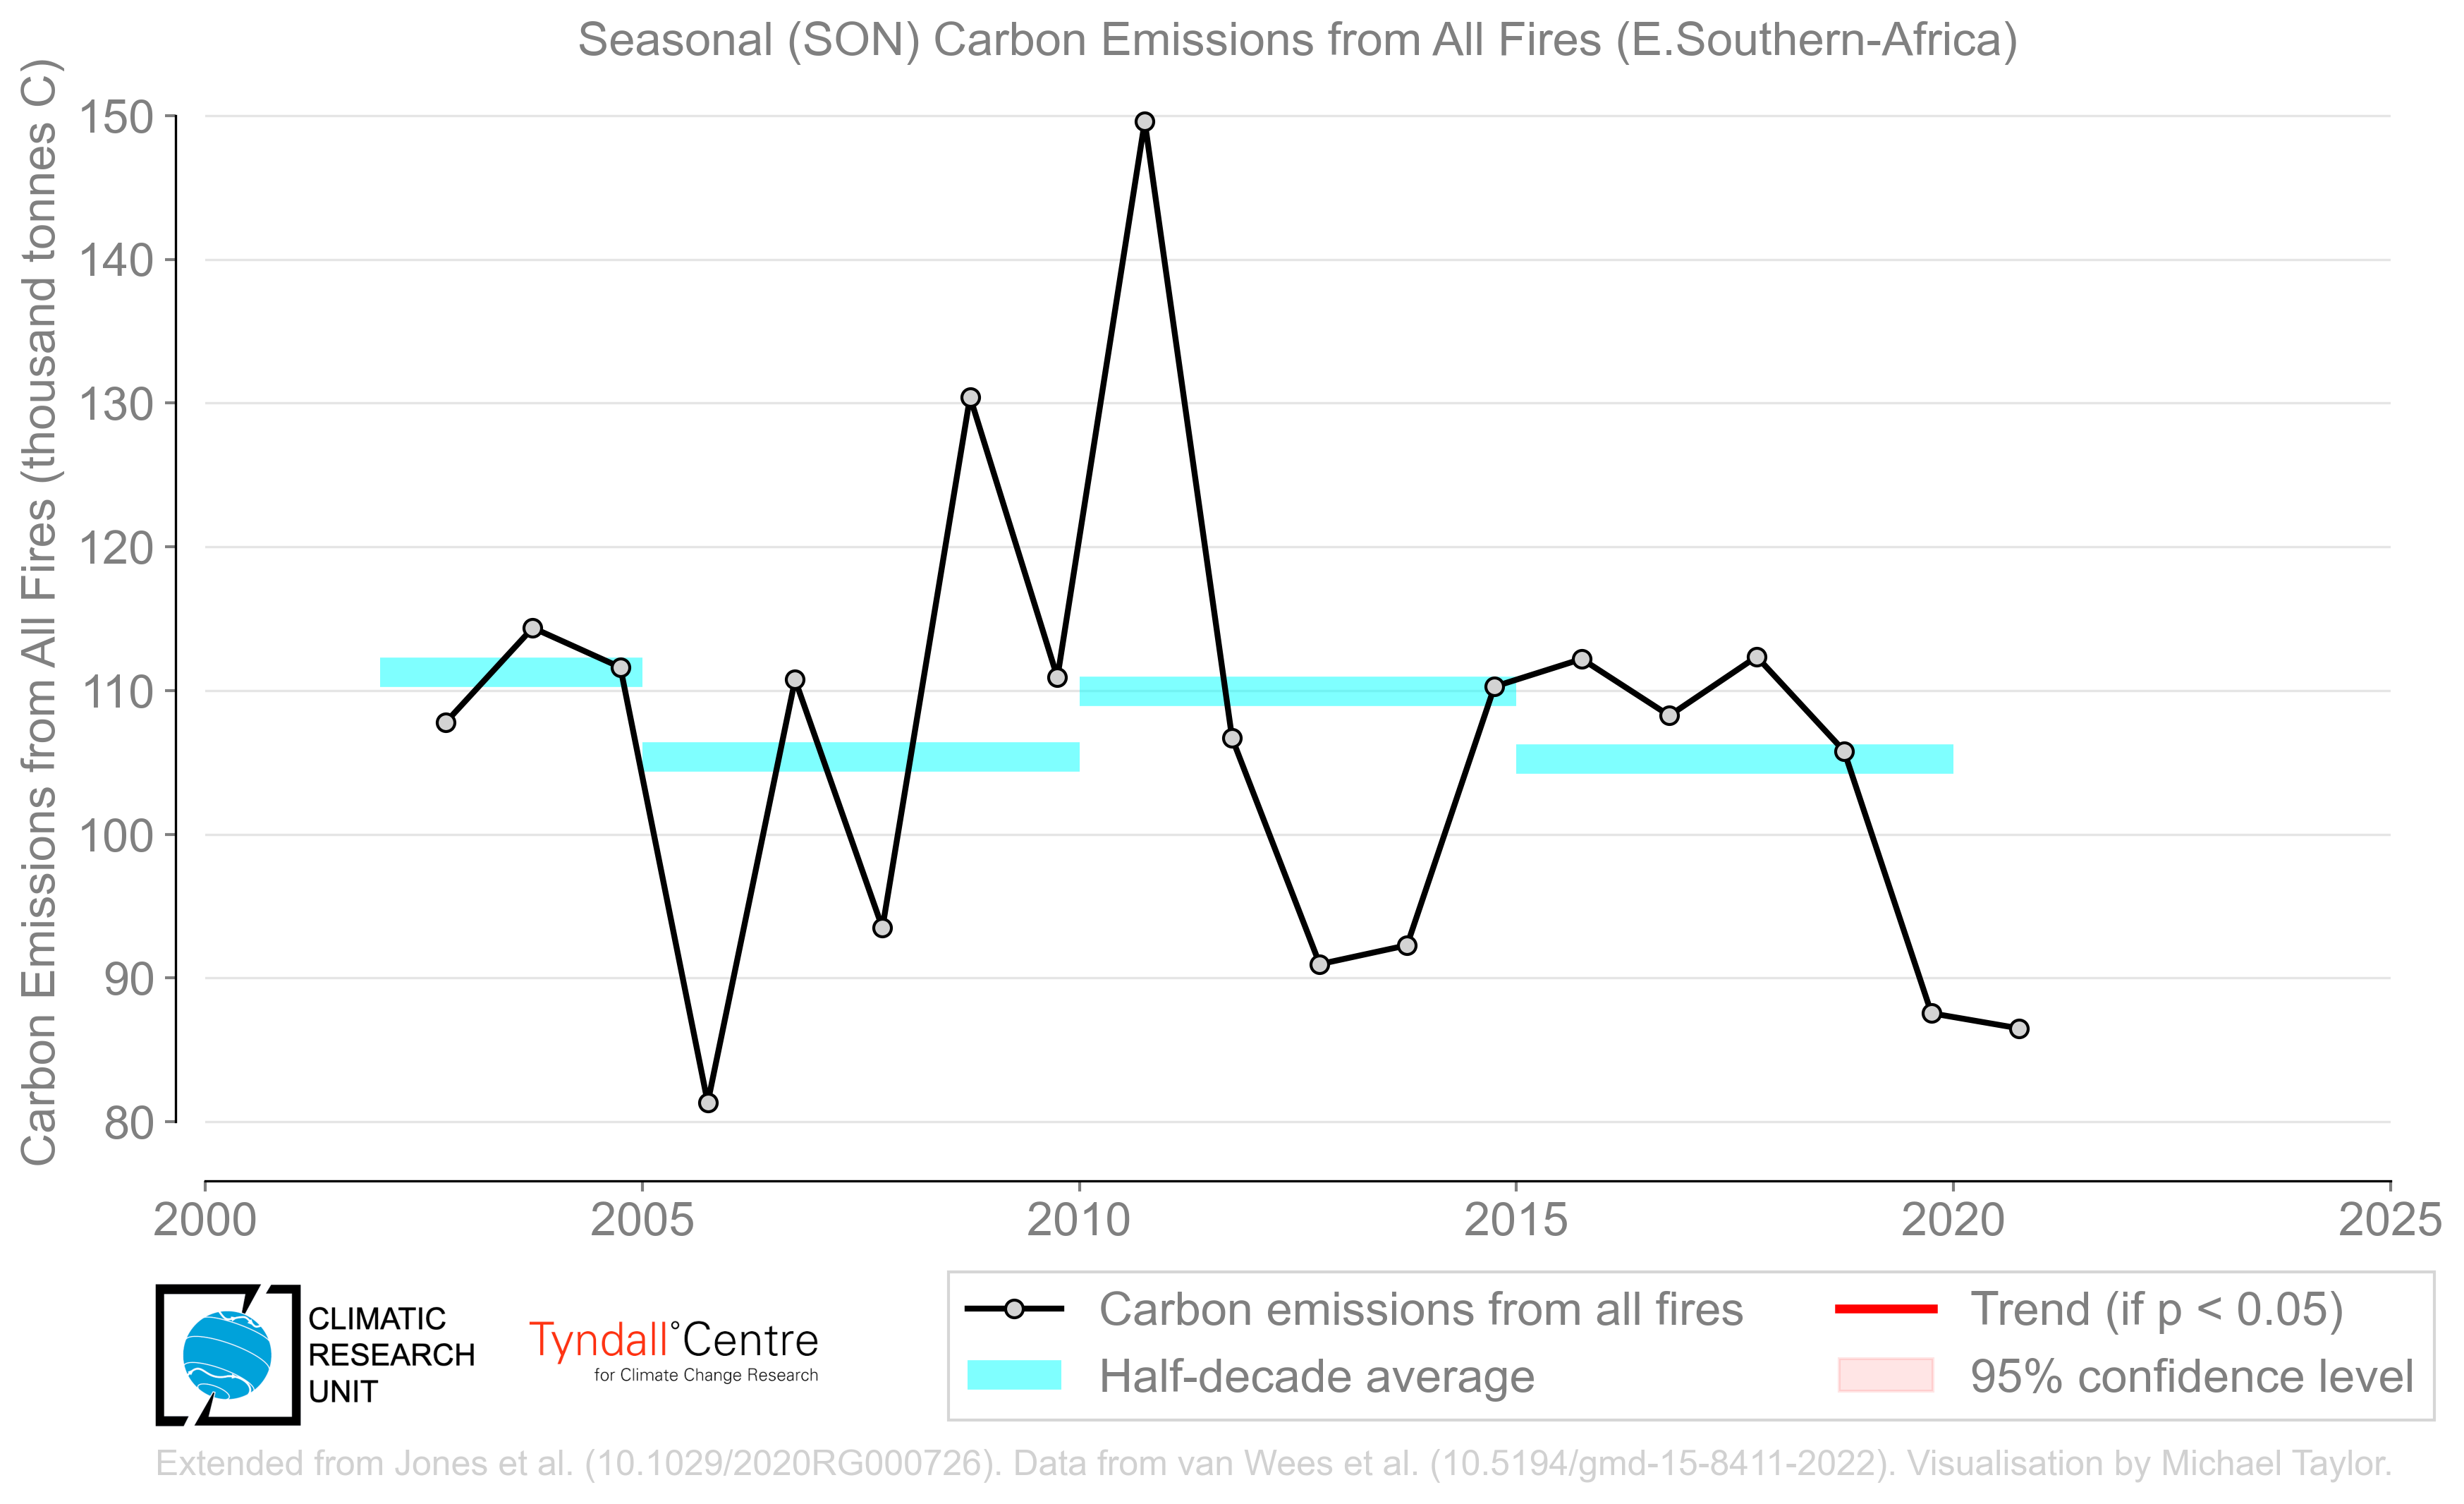 Seasonal (SON) Carbon Emissions from All Fires (E.Southern-Africa)
Carbon Emissions from All Fires (thousand tonnes C)
150
140
130
120
110
100
90
80
2000 2005 2010 2015 2020 2025
CLIMATIC
RESEARCH
UNIT
Tyndall°Centre
for Climate Change Research
Carbon emissions from all fires
Half-decade average
Trend (if p < 0.05)
95% confidence level
Extended from Jones et al. (10.1029/2020RG000726). Data from van Wees et al. (10.5194/gmd-15-8411-2022). Visualisation by Michael Taylor.